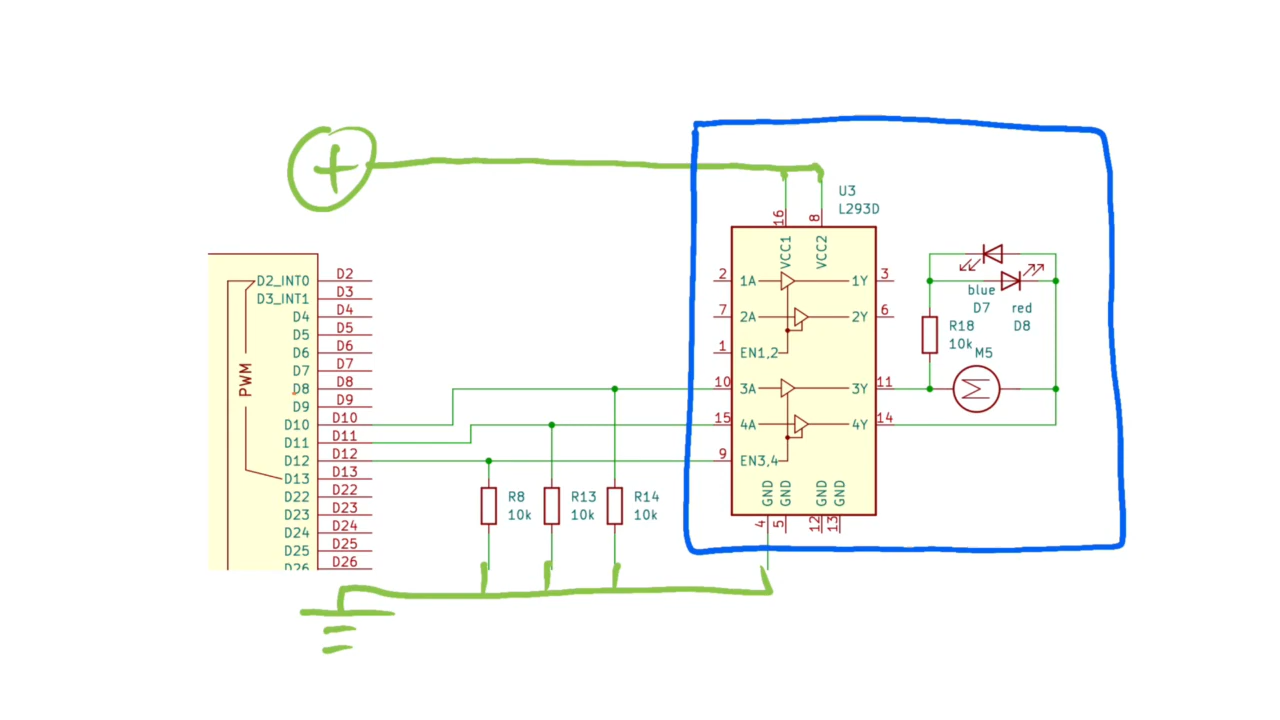 +
U3
L293D
16
8
VCC1
VCC2
2
1A
1Y
3
7
2A
2Y
6
1
EN1,2
10
3A
3Y
11
15
4A
4Y
14
9
EN3,4
GND
GND
GND
GND
4
5
12
13
blue
D7
red
D8
R18
10k
M5
PWM
D2_INT0
D2
D3_INT1
D3
D4
D4
D5
D5
D6
D6
D7
D7
D8
D8
D9
D9
D10
D10
D11
D11
D12
D12
D13
D13
D22
D22
D23
D23
D24
D24
D25
D25
D26
D26
R8
10k
R13
10k
R14
10k